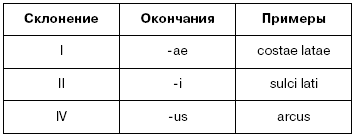 Склонение Окончания Примеры
I -ae costae latae
II -i sulci lati
IV -us arcus